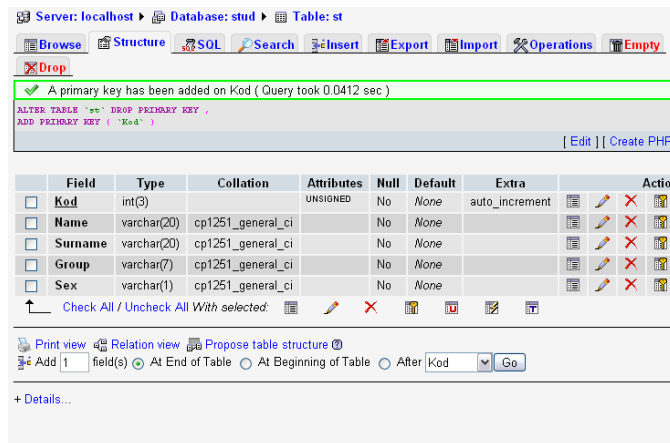 Server: localhost ▸ Database: stud ▸ Table: st
Browse Structure SQL Search Insert Export Import Operations Empty
Drop
A primary key has been added on Kod ( Query took 0.0412 sec )
ALTER TABLE `st` DROP PRIMARY KEY ,
ADD PRIMARY KEY ( `Kod` )
[ Edit ] [ Create PHP
Field Type Collation Attributes Null Default Extra Actio
Kod int(3) UNSIGNED No None auto_increment
Name varchar(20) cp1251_general_ci No None
Surname varchar(20) cp1251_general_ci No None
Group varchar(7) cp1251_general_ci No None
Sex varchar(1) cp1251_general_ci No None
Check All / Uncheck All With selected:
Print view Relation view Propose table structure
Add 1 field(s) At End of Table At Beginning of Table After Kod Go
+ Details...